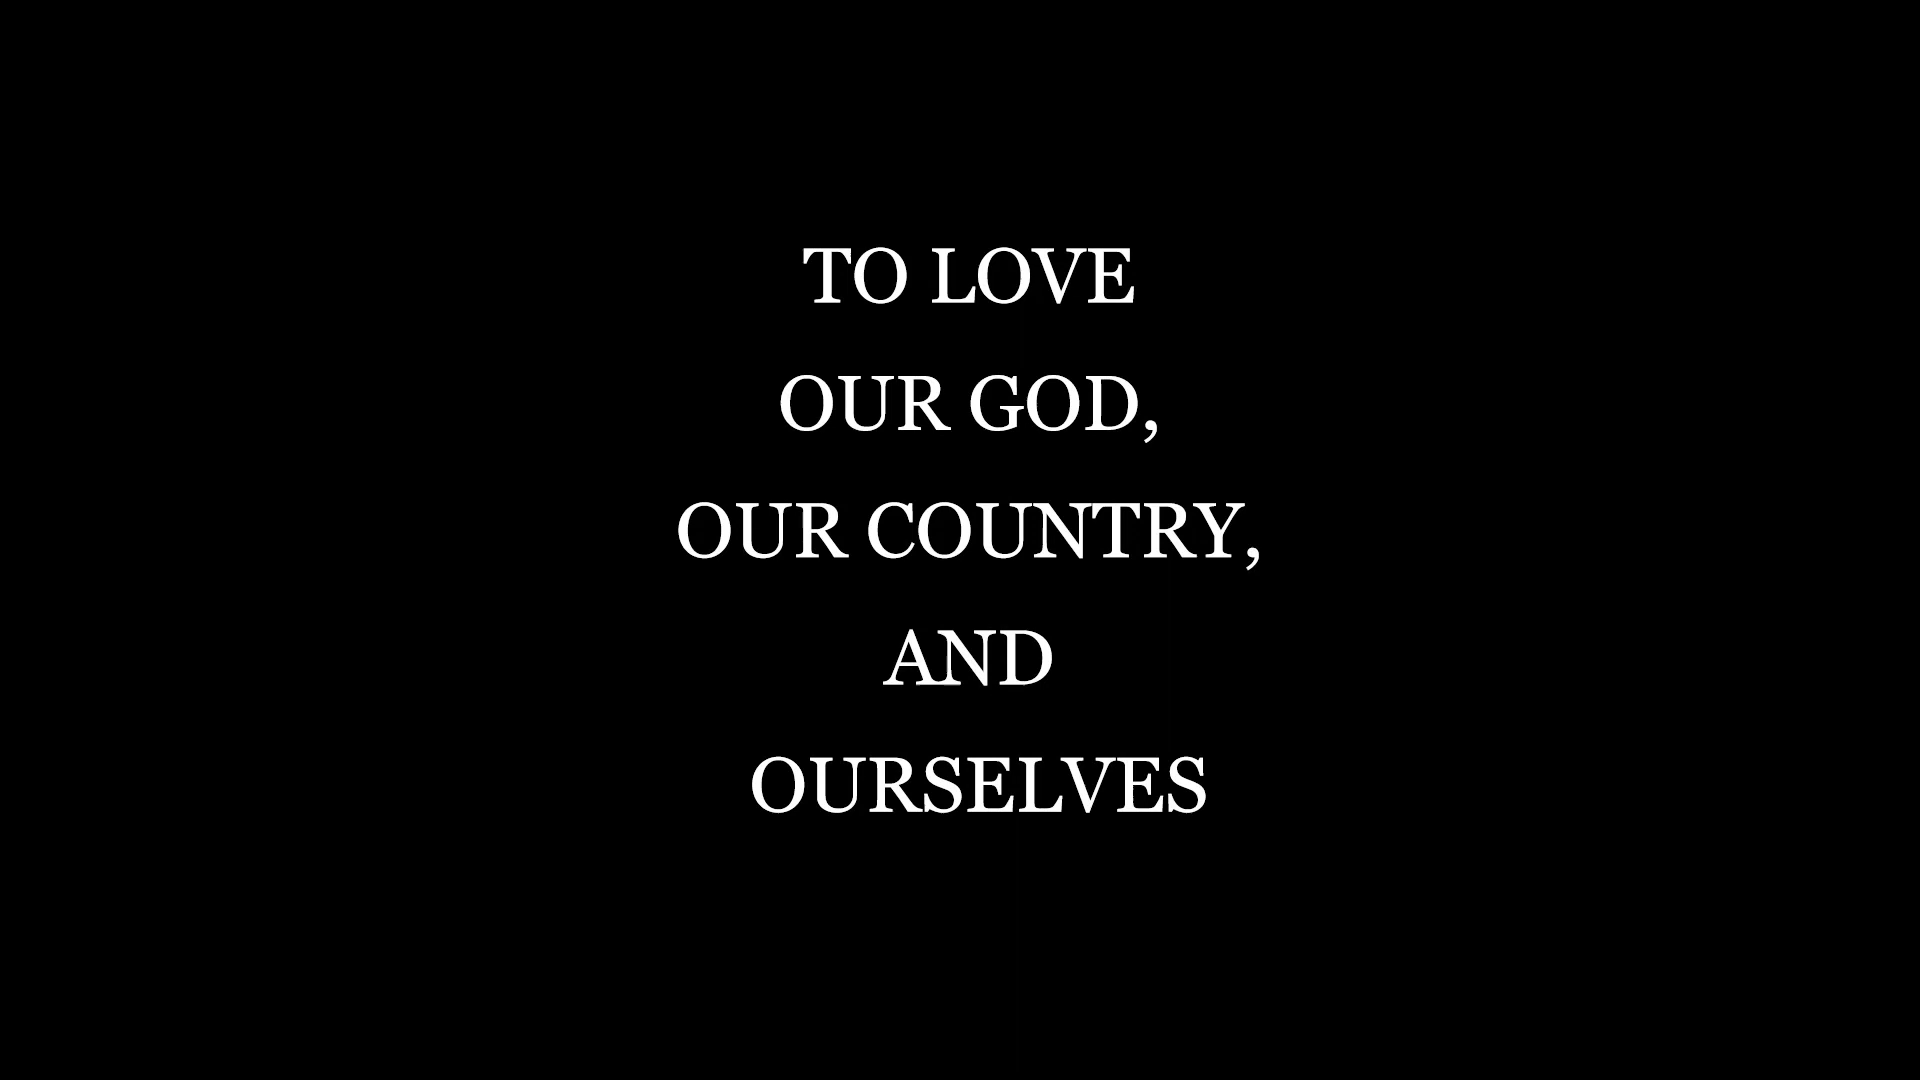 TO LOVE
OUR GOD,
OUR COUNTRY,
AND
OURSELVES